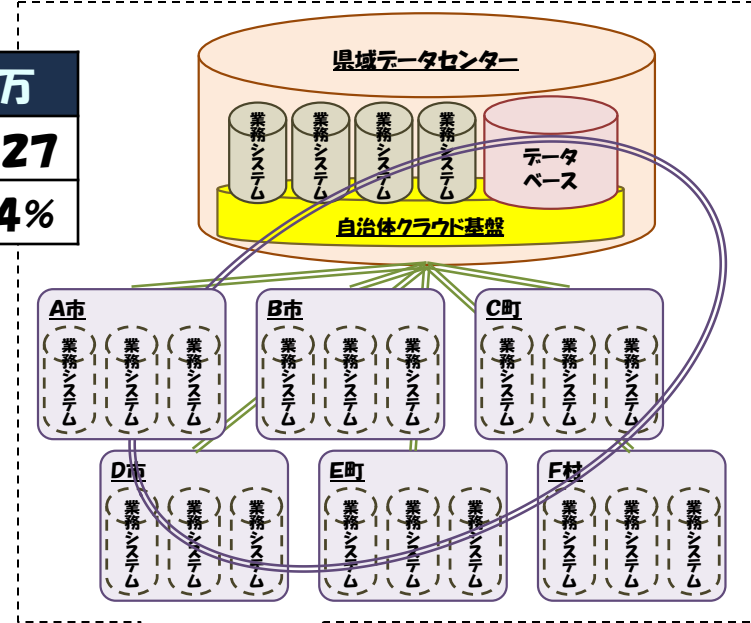 万
27
4%
県域データセンター
業務システム
業務システム
業務システム
業務システム
データ
ベース
自治体クラウド基盤
A市
業務システム
業務システム
業務システム
B市
業務システム
業務システム
業務システム
C町
業務システム
業務システム
業務システム
D市
業務システム
業務システム
業務システム
E町
業務システム
業務システム
業務システム
F村
業務システム
業務システム
業務システム